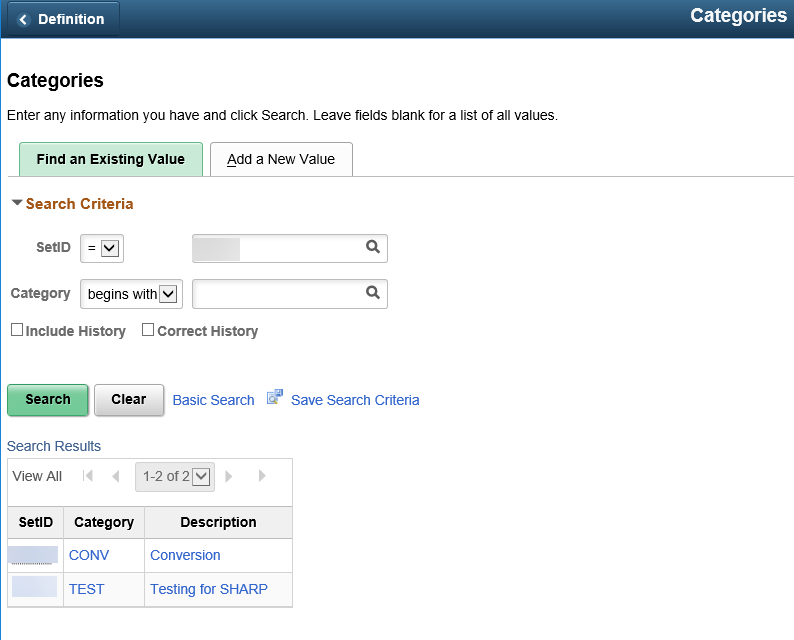 Definition
Categories
Categories
Enter any information you have and click Search. Leave fields blank for a list of all values.
Find an Existing Value
Add a New Value
Search Criteria
SetID =
Category begins with
Include History Correct History
Search Clear Basic Search Save Search Criteria
Search Results
View All 1-2 of 2
SetID Category Description
CONV Conversion
TEST Testing for SHARP